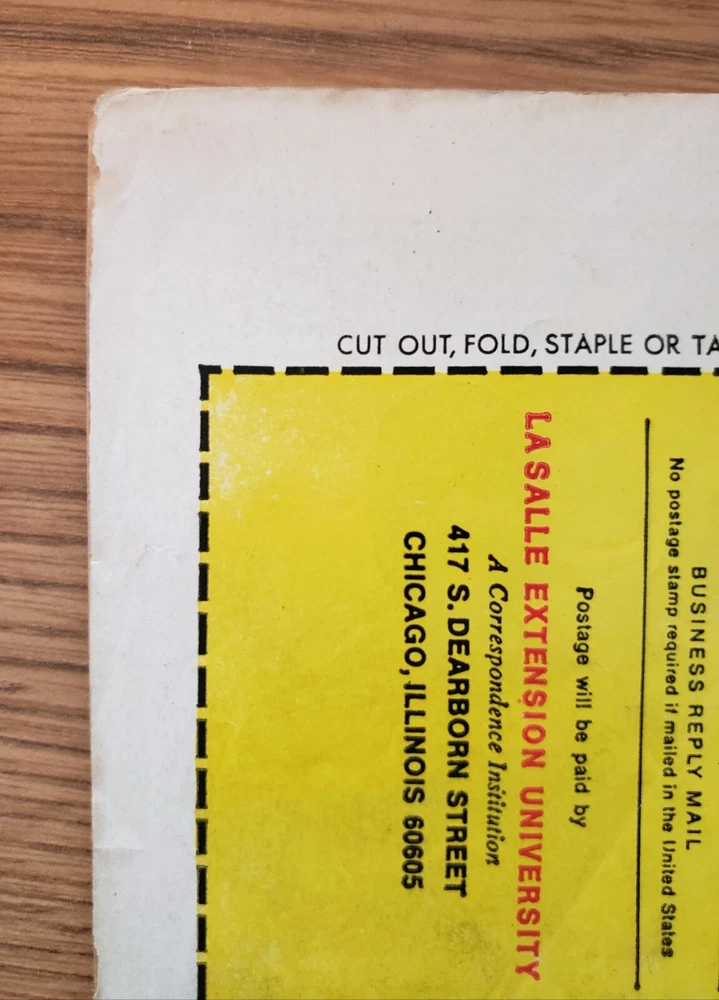 CUT OUT, FOLD, STAPLE OR
BUSINESS REPLY MAIL
No postage stamp required if mailed in the United States
Postage will be paid by
LA SALLE EXTENSION UNIVERSITY
A Correspondence Institution
417 S. DEARBORN STREET
CHICAGO, ILLINOIS 60605